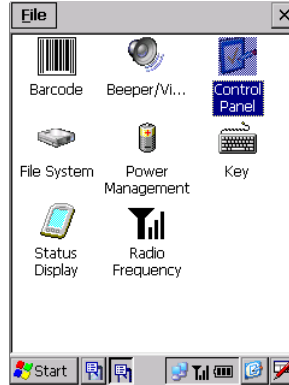 File
Barcode
Beeper/Vi...
Control
Panel
File System
Power
Management
Key
Status
Display
Radio
Frequency
Start